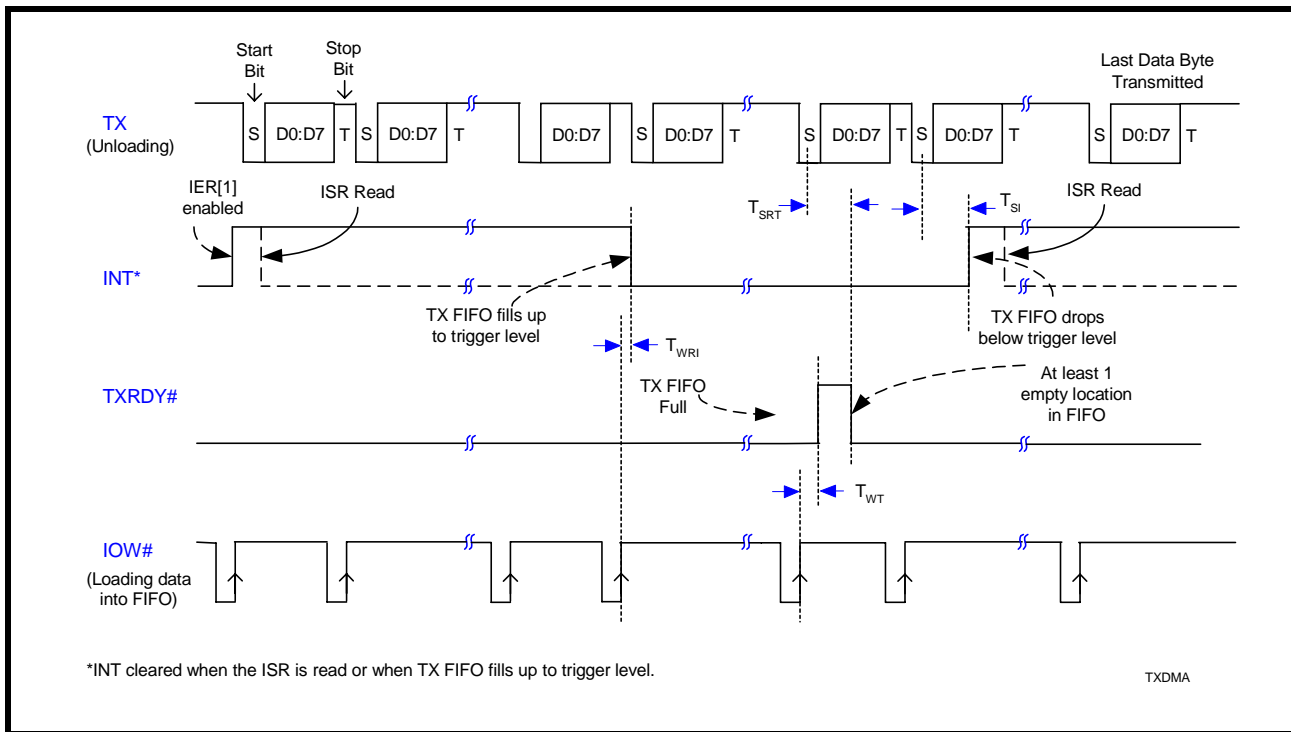 Start
Bit
Stop
Bit
Last Data Byte
Transmitted
TX
(Unloading)
S D0:D7 T S D0:D7 T D0:D7 S D0:D7 T S D0:D7 T S D0:D7 T S D0:D7 T
IER[1]
enabled
ISR Read
TSRT
TSI
ISR Read
INT*
TX FIFO fills up
to trigger level
TX FIFO drops
below trigger level
TWRI
TXRDY#
TX FIFO
Full
At least 1
empty location
in FIFO
TWT
IOW#
(Loading data
into FIFO)
*INT cleared when the ISR is read or when TX FIFO fills up to trigger level.
TXDMA